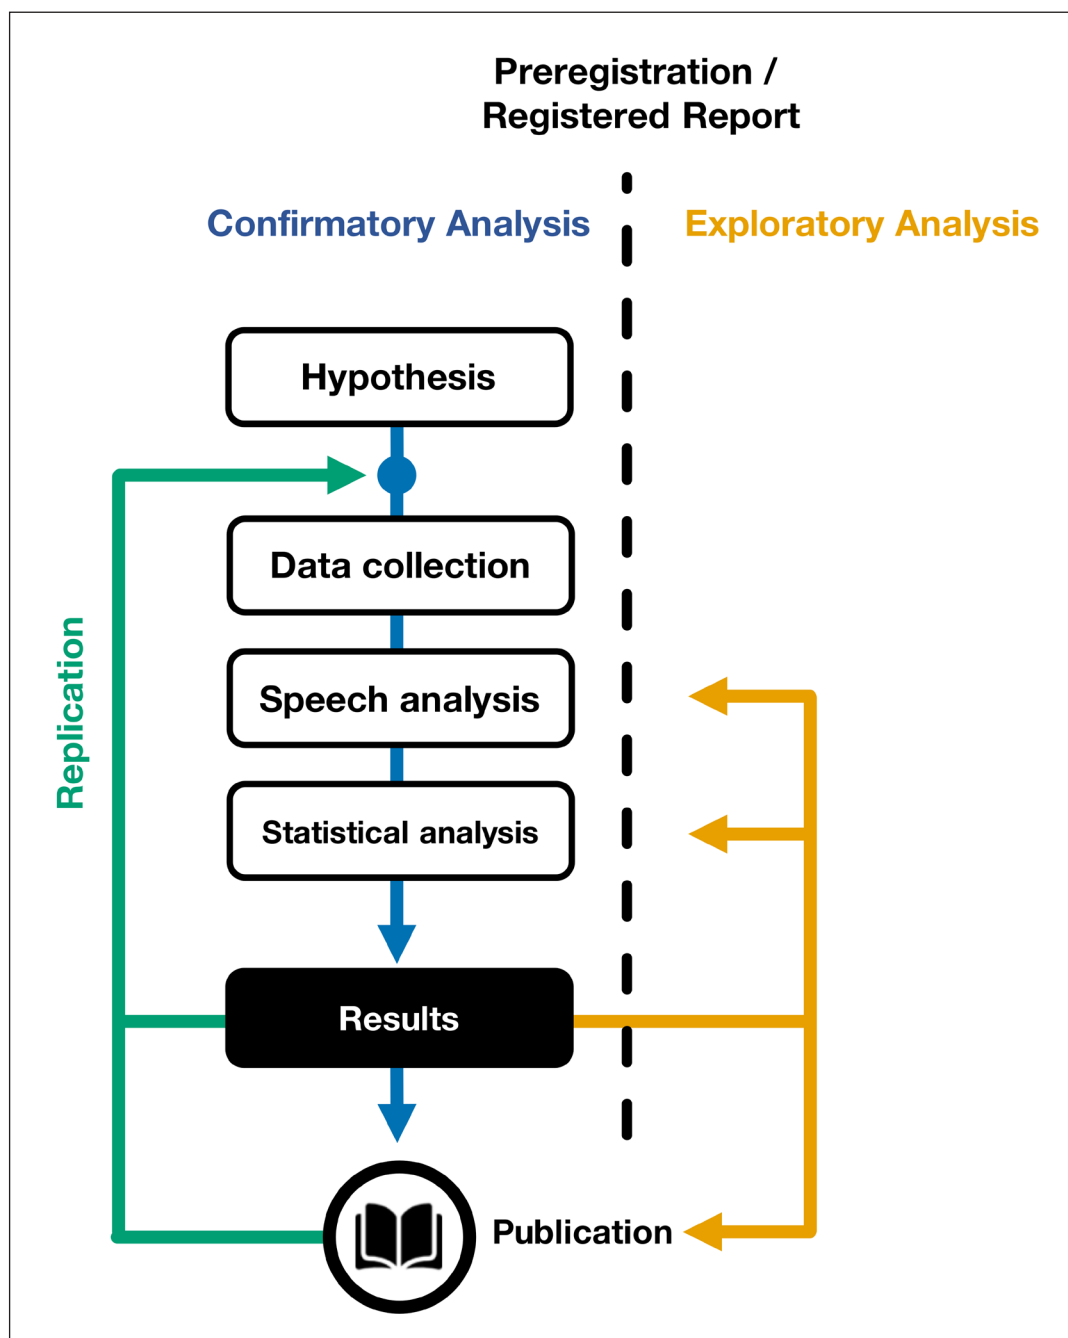 Preregistration /
Registered Report
Confirmatory Analysis
Exploratory Analysis
Hypothesis
Data collection
Speech analysis
Statistical analysis
Replication
Results
Publication